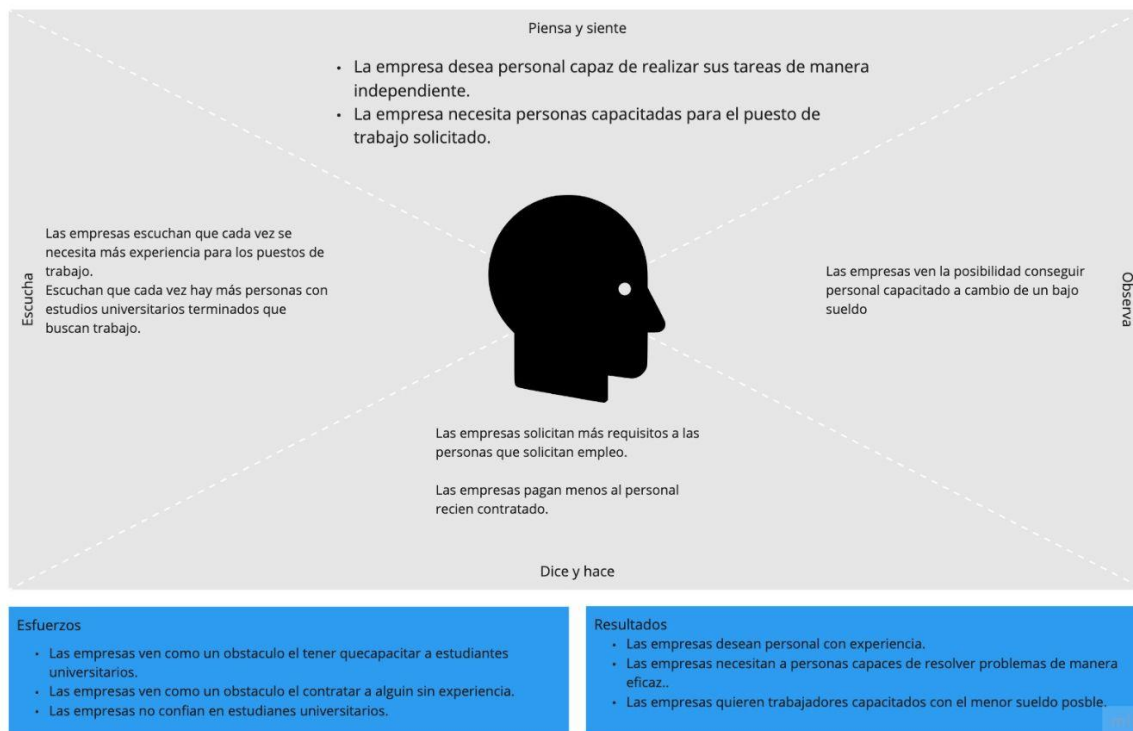 Piensa y siente
• La empresa desea personal capaz de realizar sus tareas de manera
independiente.
• La empresa necesita personas capacitadas para el puesto de
trabajo solicitado.
Escucha
Las empresas escuchan que cada vez se
necesita más experiencia para los puestos de
trabajo.
Escuchan que cada vez hay más personas con
estudios universitarios terminados que
buscan trabajo.
Las empresas ven la posibilidad conseguir
personal capacitado a cambio de un bajo
sueldo
Observa
Las empresas solicitan más requisitos a las
personas que solicitan empleo.
Las empresas pagan menos al personal
recien contratado.
Dice y hace
Esfuerzos
• Las empresas ven como un obstaculo el tener quecapacitar a estudiantes
universitarios.
• Las empresas ven como un obstaculo el contratar a alguin sin experiencia.
• Las empresas no confian en estudianes universitarios.
Resultados
• Las empresas desean personal con experiencia.
• Las empresas necesitan a personas capaces de resolver problemas de manera
eficaz..
• Las empresas quieren trabajadores capacitados con el menor sueldo posble.